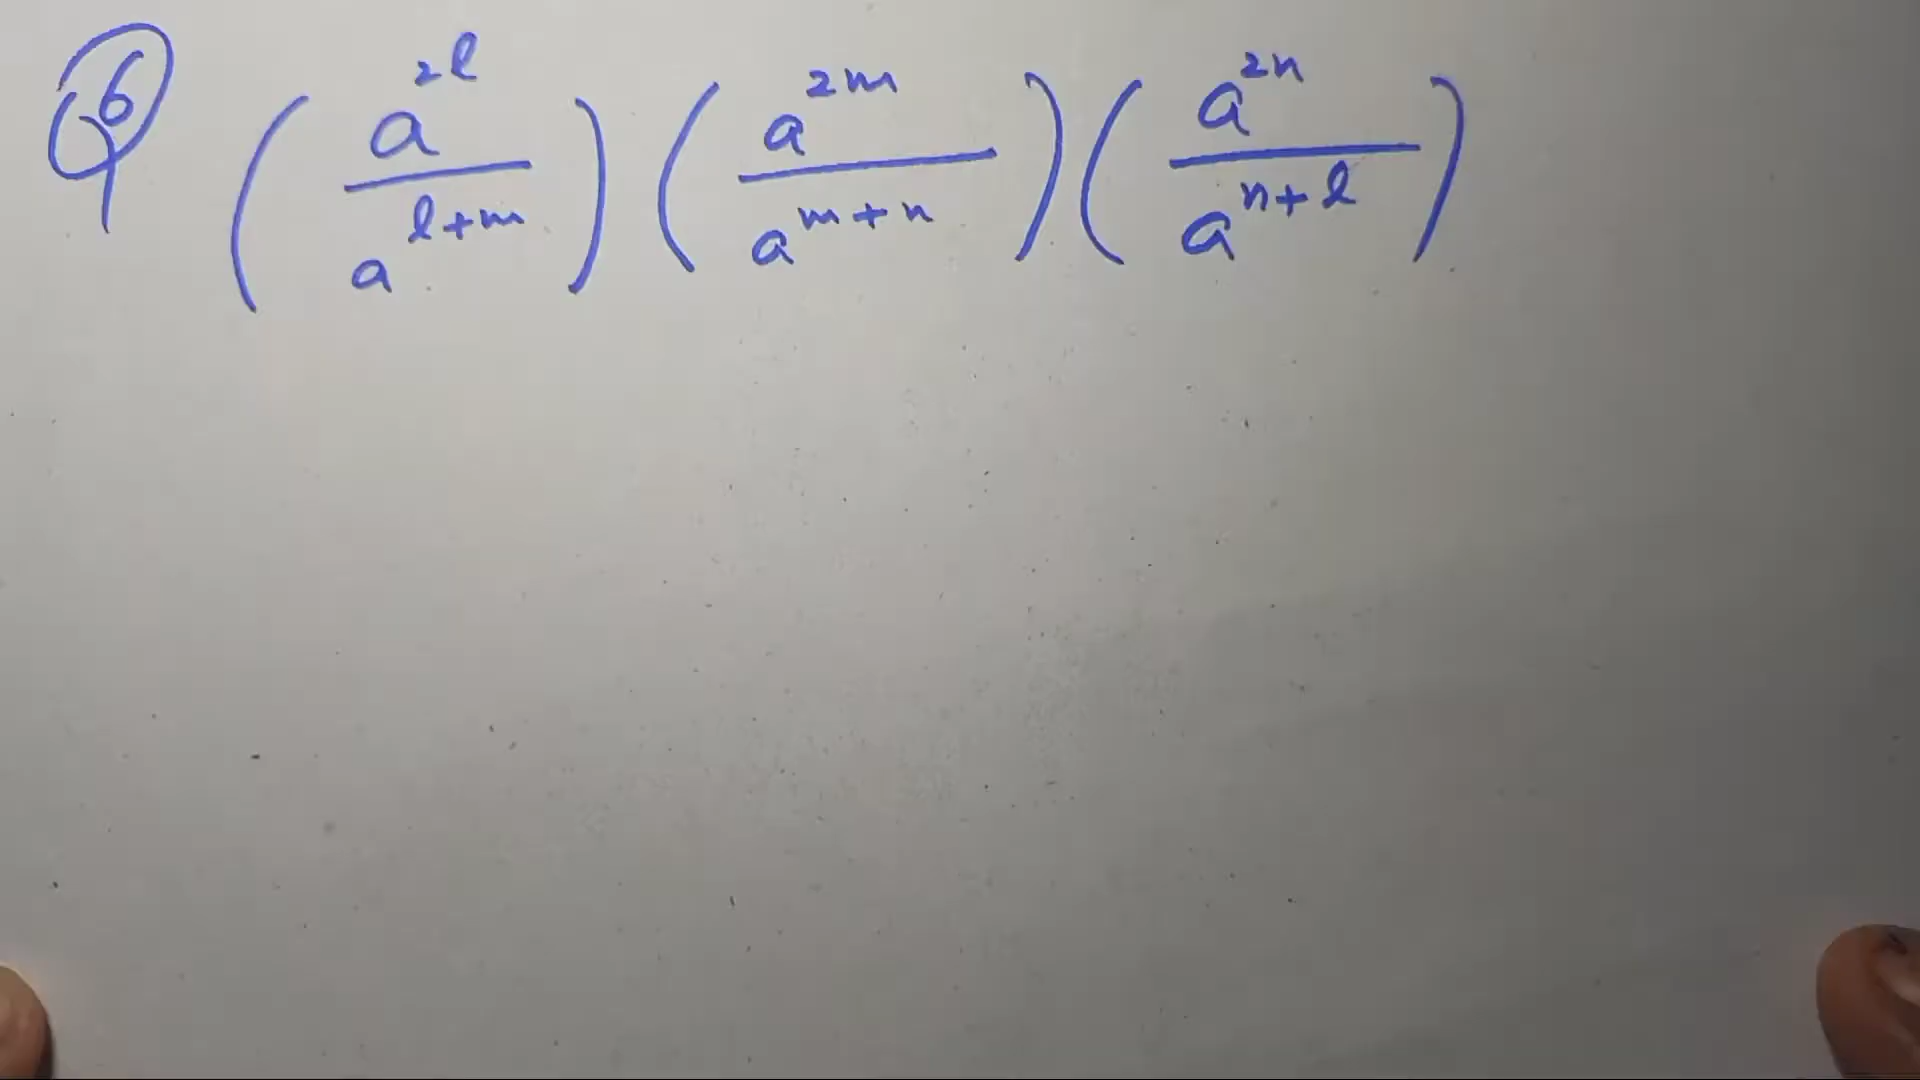 Q6 (a^{2l} / a^{l+m}) (a^{2m} / a^{m+n}) (a^{2n} / a^{n+l})